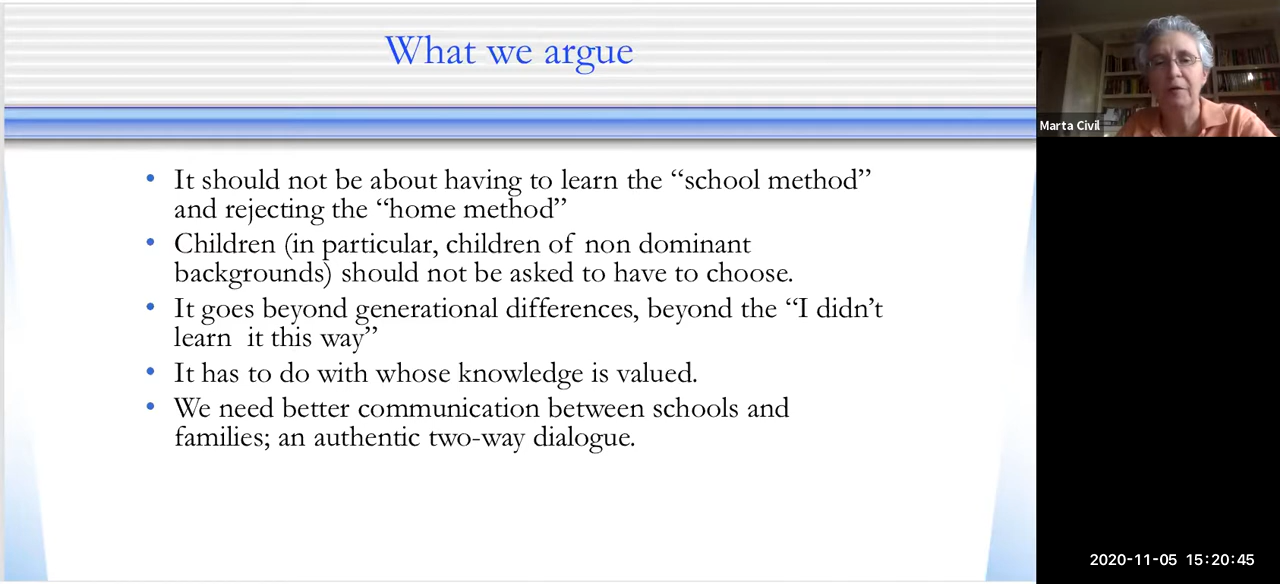 What we argue
• It should not be about having to learn the “school method”
and rejecting the “home method”
• Children (in particular, children of non dominant
backgrounds) should not be asked to have to choose.
• It goes beyond generational differences, beyond the “I didn’t
learn  it this way”
• It has to do with whose knowledge is valued.
• We need better communication between schools and
families; an authentic two-way dialogue.
Marta Civil
2020-11-05 15:20:45